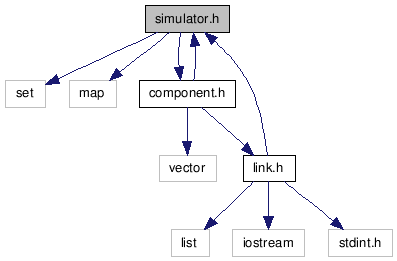 simulator.h
set
map
component.h
vector
link.h
list
iostream
stdint.h